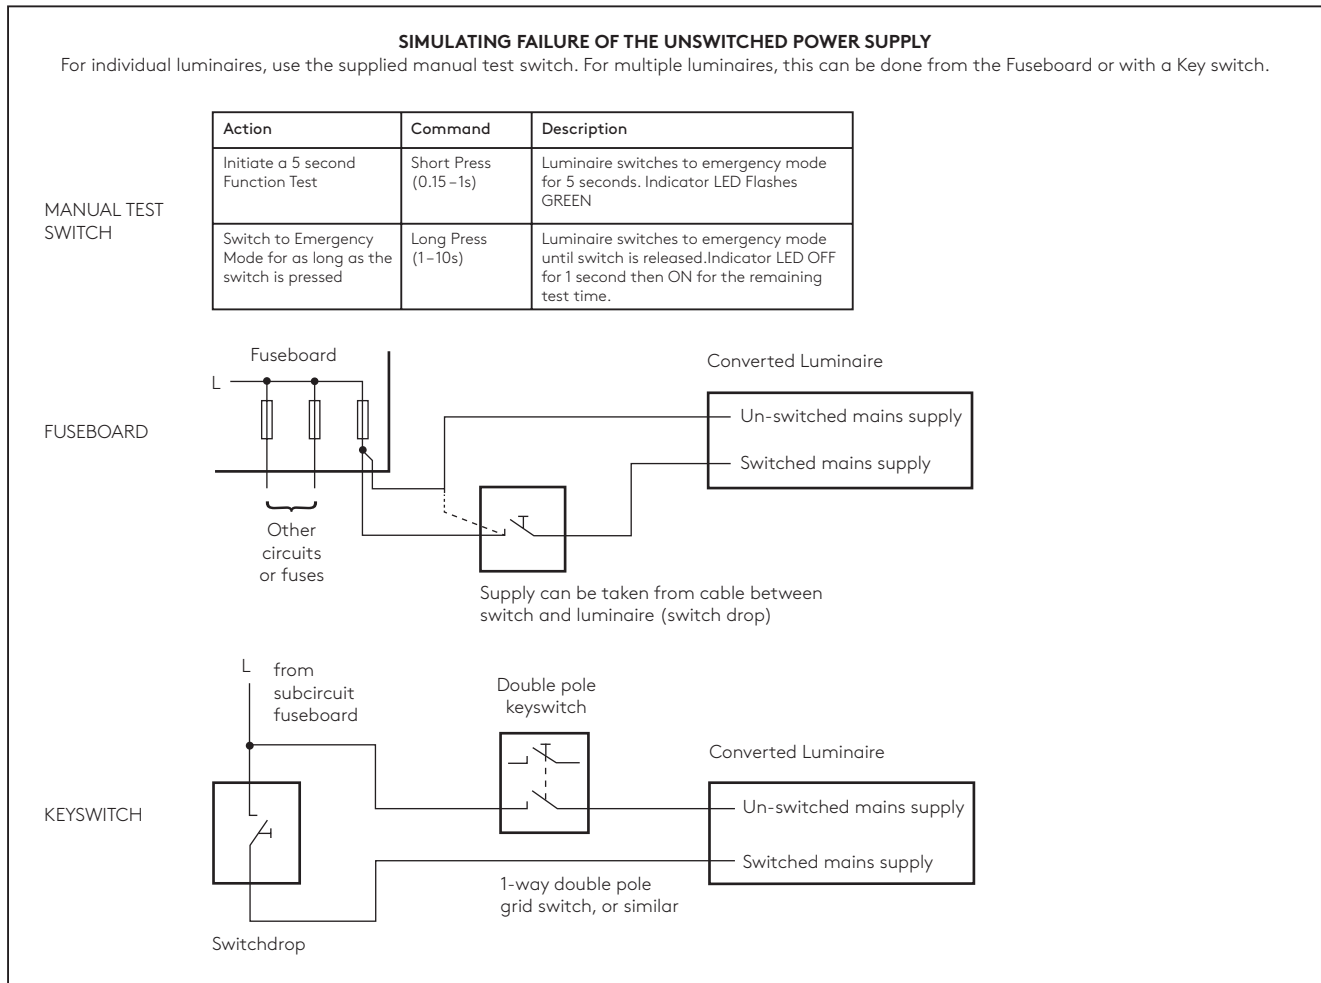 SIMULATING FAILURE OF THE UNSWITCHED POWER SUPPLY
For individual luminaires, use the supplied manual test switch. For multiple luminaires, this can be done from the Fuseboard or with a Key switch.
MANUAL TEST
SWITCH
Action
Command
Description
Initiate a 5 second
Function Test
Short Press
(0.15–1s)
Luminaire switches to emergency mode
for 5 seconds. Indicator LED Flashes
GREEN
Switch to Emergency
Mode for as long as the
switch is pressed
Long Press
(1–10s)
Luminaire switches to emergency mode
until switch is released.Indicator LED OFF
for 1 second then ON for the remaining
test time.
FUSEBOARD
Fuseboard
L
Other
circuits
or fuses
Converted Luminaire
Un-switched mains supply
Switched mains supply
Supply can be taken from cable between
switch and luminaire (switch drop)
KEYSWITCH
L
from
subcircuit
fuseboard
Double pole
keyswitch
Converted Luminaire
Un-switched mains supply
Switched mains supply
1-way double pole
grid switch, or similar
Switchdrop